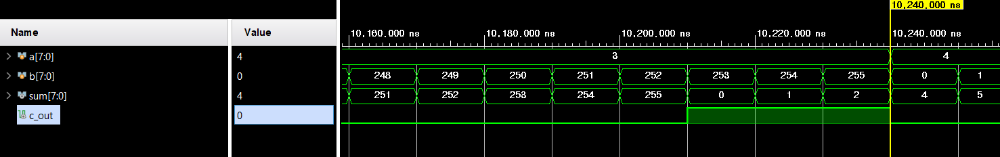 10,240.000 ns
Name Value 10,160.000 ns 10,180.000 ns 10,200.000 ns 10,220.000 ns 10,240.000 ns
a[7:0] 4 3 4
b[7:0] 0 248 249 250 251 252 253 254 255 0 1
sum[7:0] 4 251 252 253 254 255 0 1 2 4 5
c_out 0